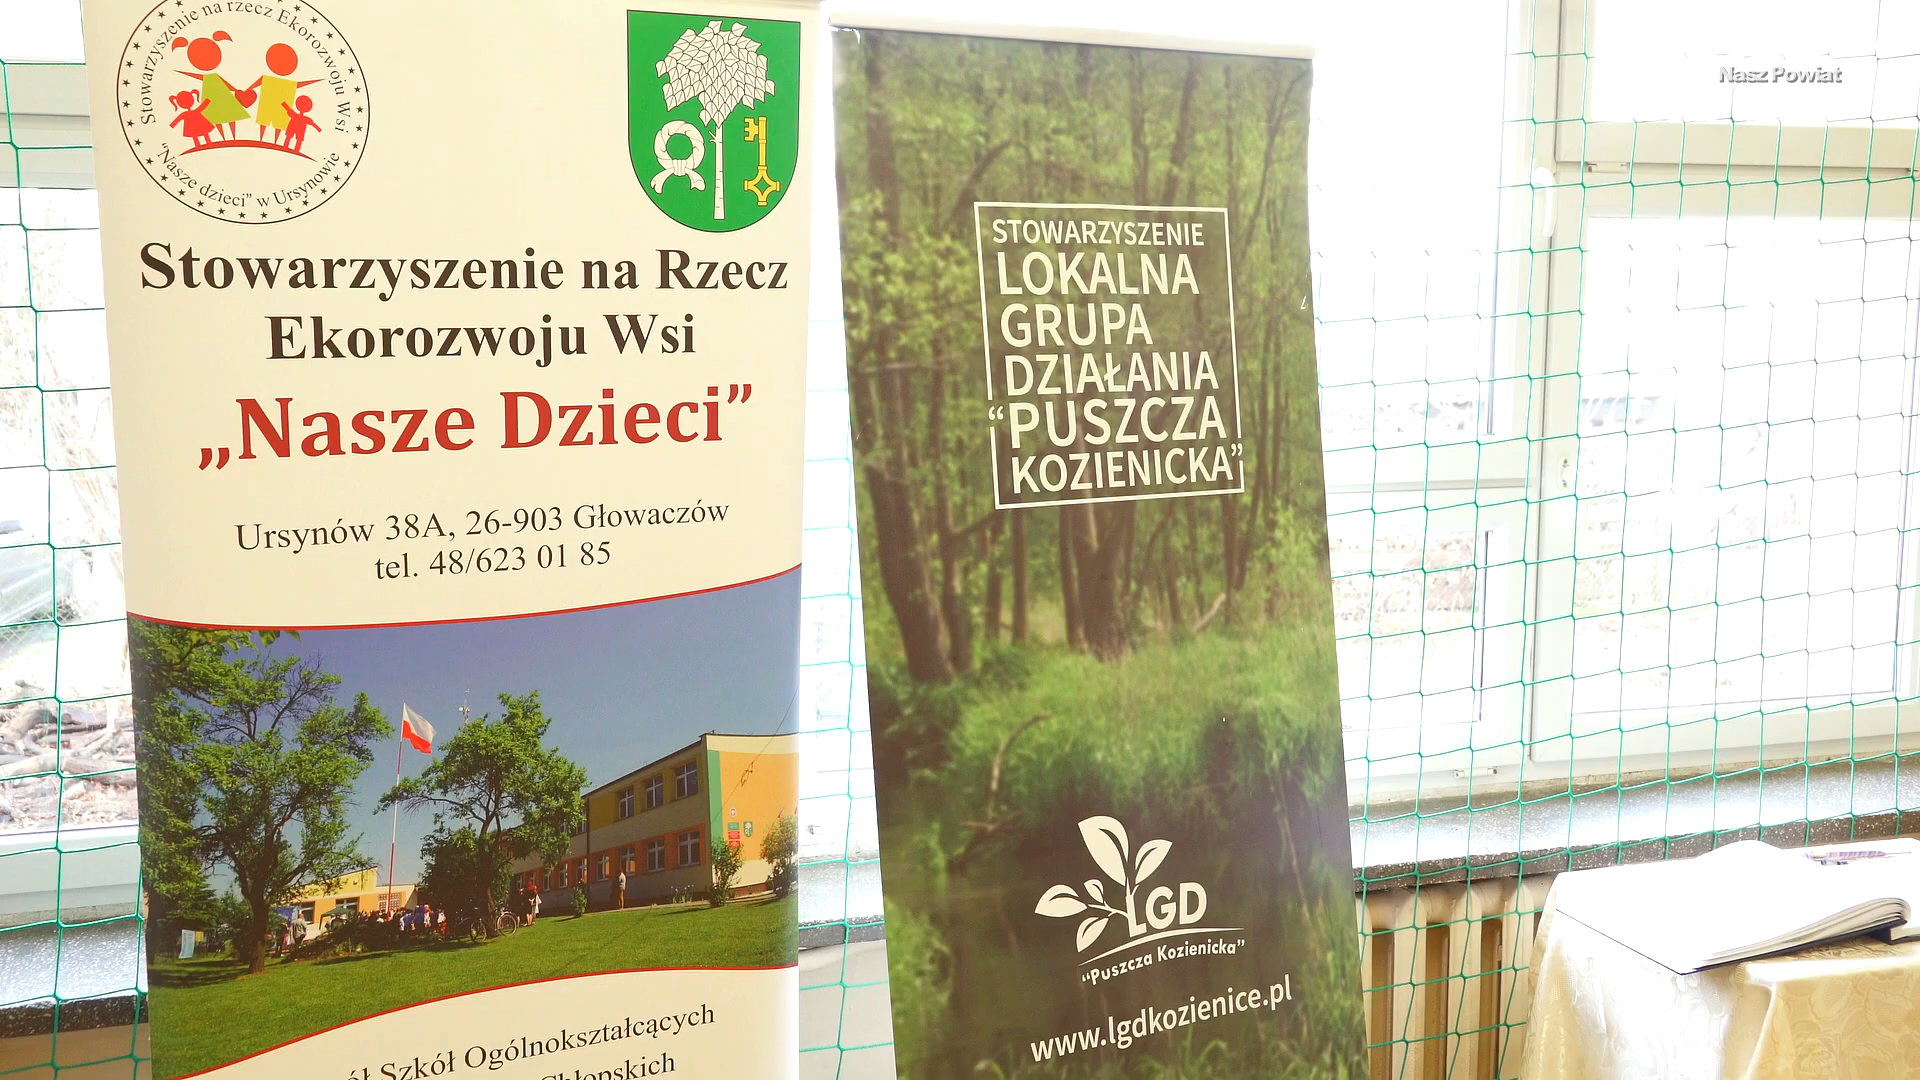 Stowarzyszenie na rzecz Ekorozwoju Wsi
“Nasze dzieci” w Ursynowie
Stowarzyszenie na Rzecz
Ekorozwoju Wsi
„Nasze Dzieci”
Ursynów 38A, 26-903 Głowaczów
tel. 48/623 01 85
Szkół Ogólnokształcących
Chłopskich
STOWARZYSZENIE
LOKALNA
GRUPA
DZIAŁANIA
“PUSZCZA
KOZIENICKA”
LGD
“Puszcza Kozienicka”
www.lgdkozienice.pl
Nasz Powiat